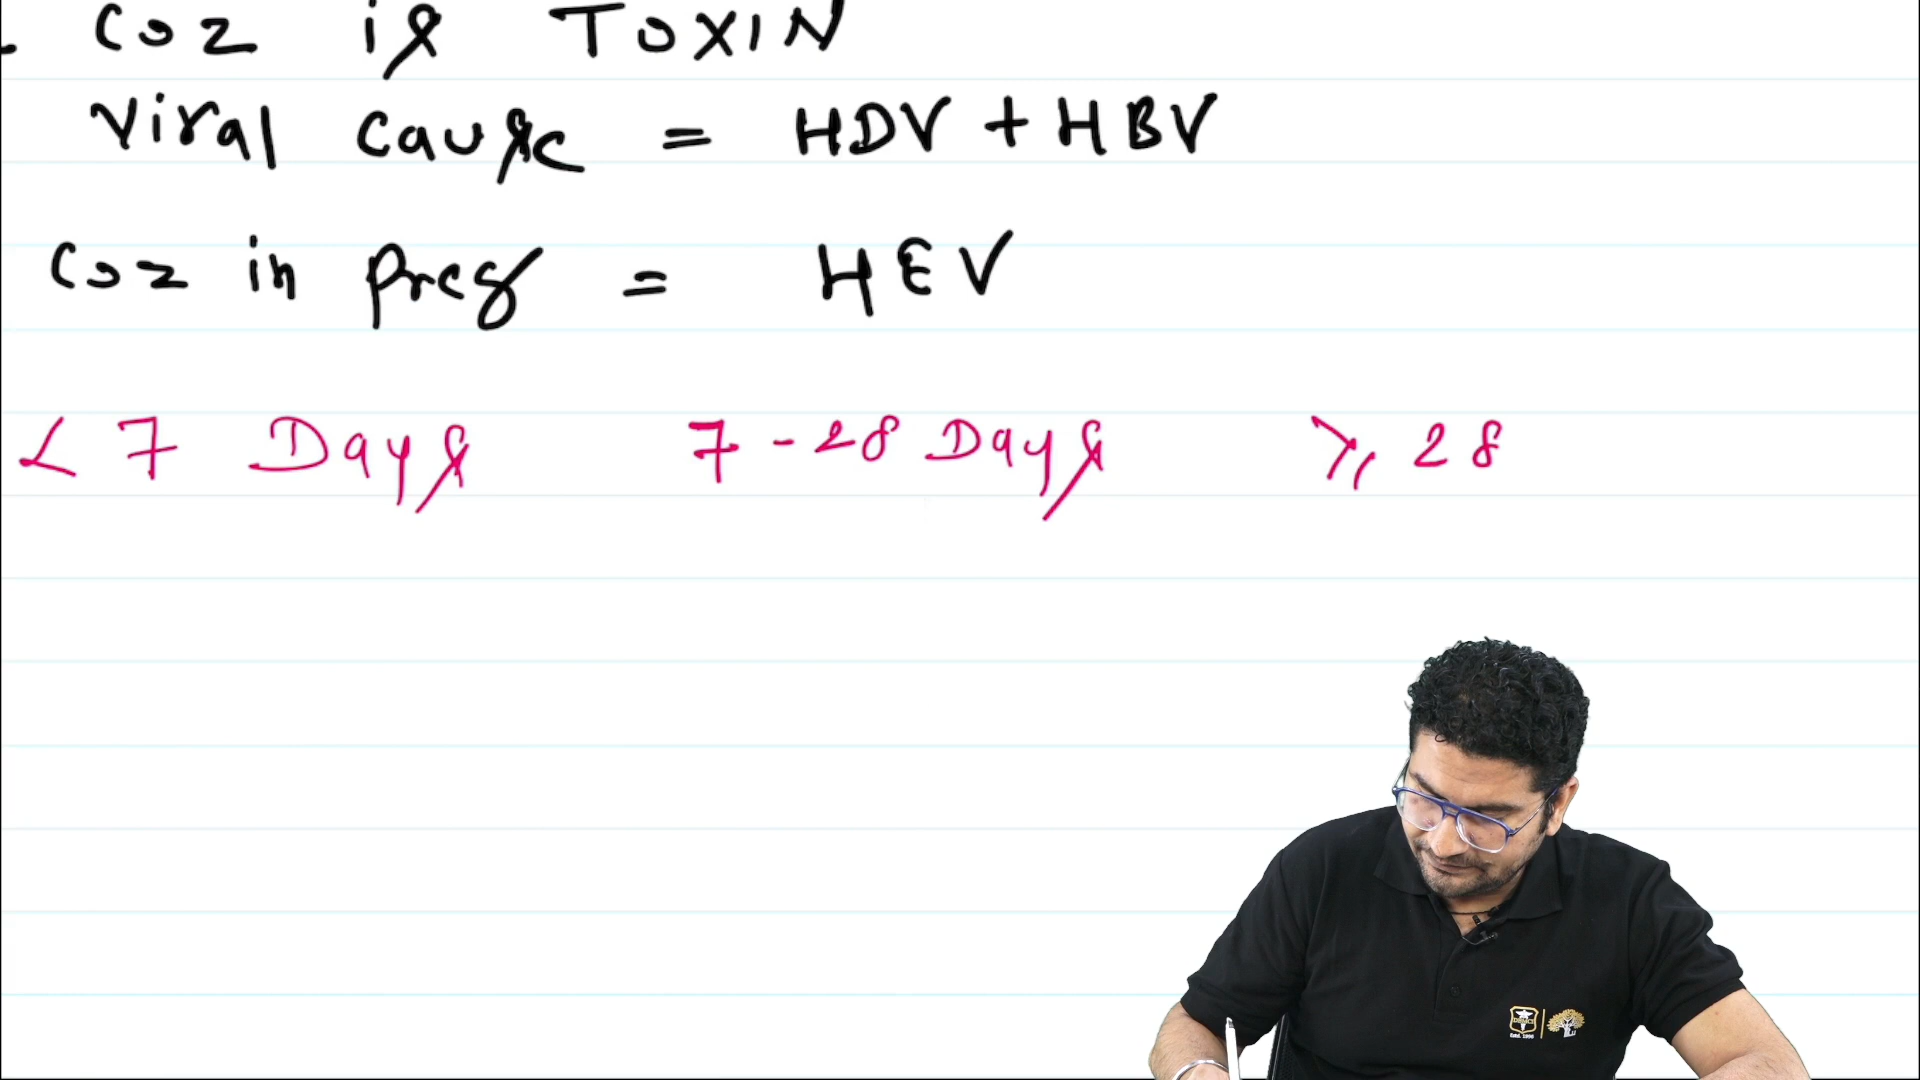 - COZ is TOXIN
Viral cause = HDV + HBV
COZ in preg = HEV
< 7 Days 7-28 Days ≥ 28